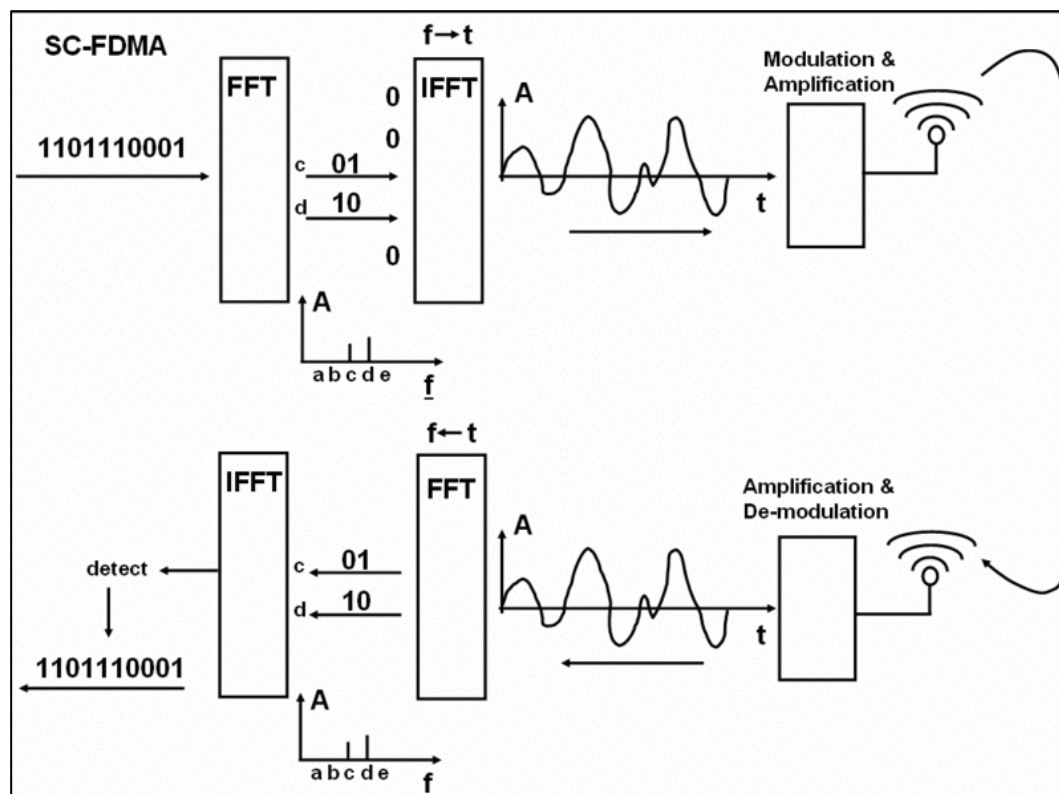 SC-FDMA
f→t
Modulation &
Amplification
FFT
0
IFFT
A
0
1101110001
c 01
d 10
t
0
A
a b c d e
f
f←t
IFFT
FFT
Amplification &
De-modulation
A
detect
c 01
d 10
t
1101110001
A
a b c d e
f